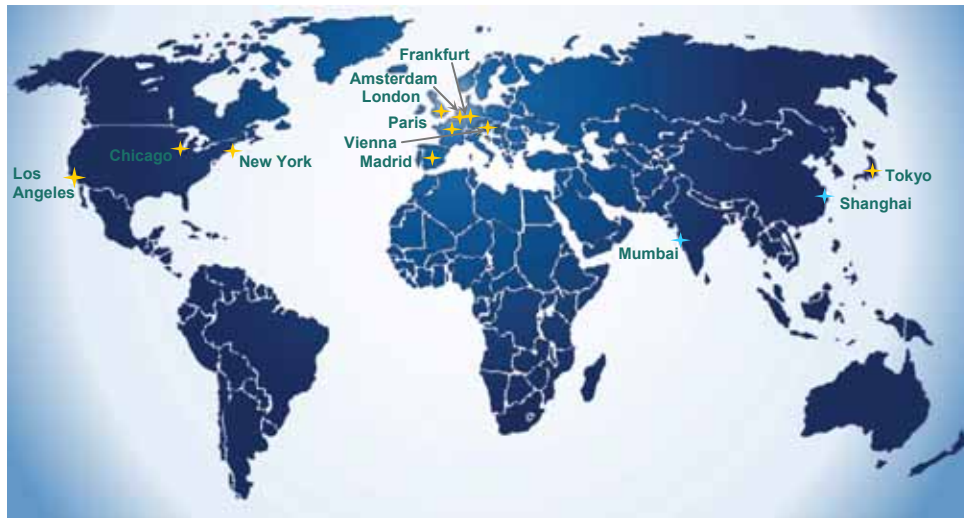 Frankfurt
Amsterdam
London
Paris
Vienna
Madrid
Chicago
New York
Los
Angeles
Tokyo
Shanghai
Mumbai